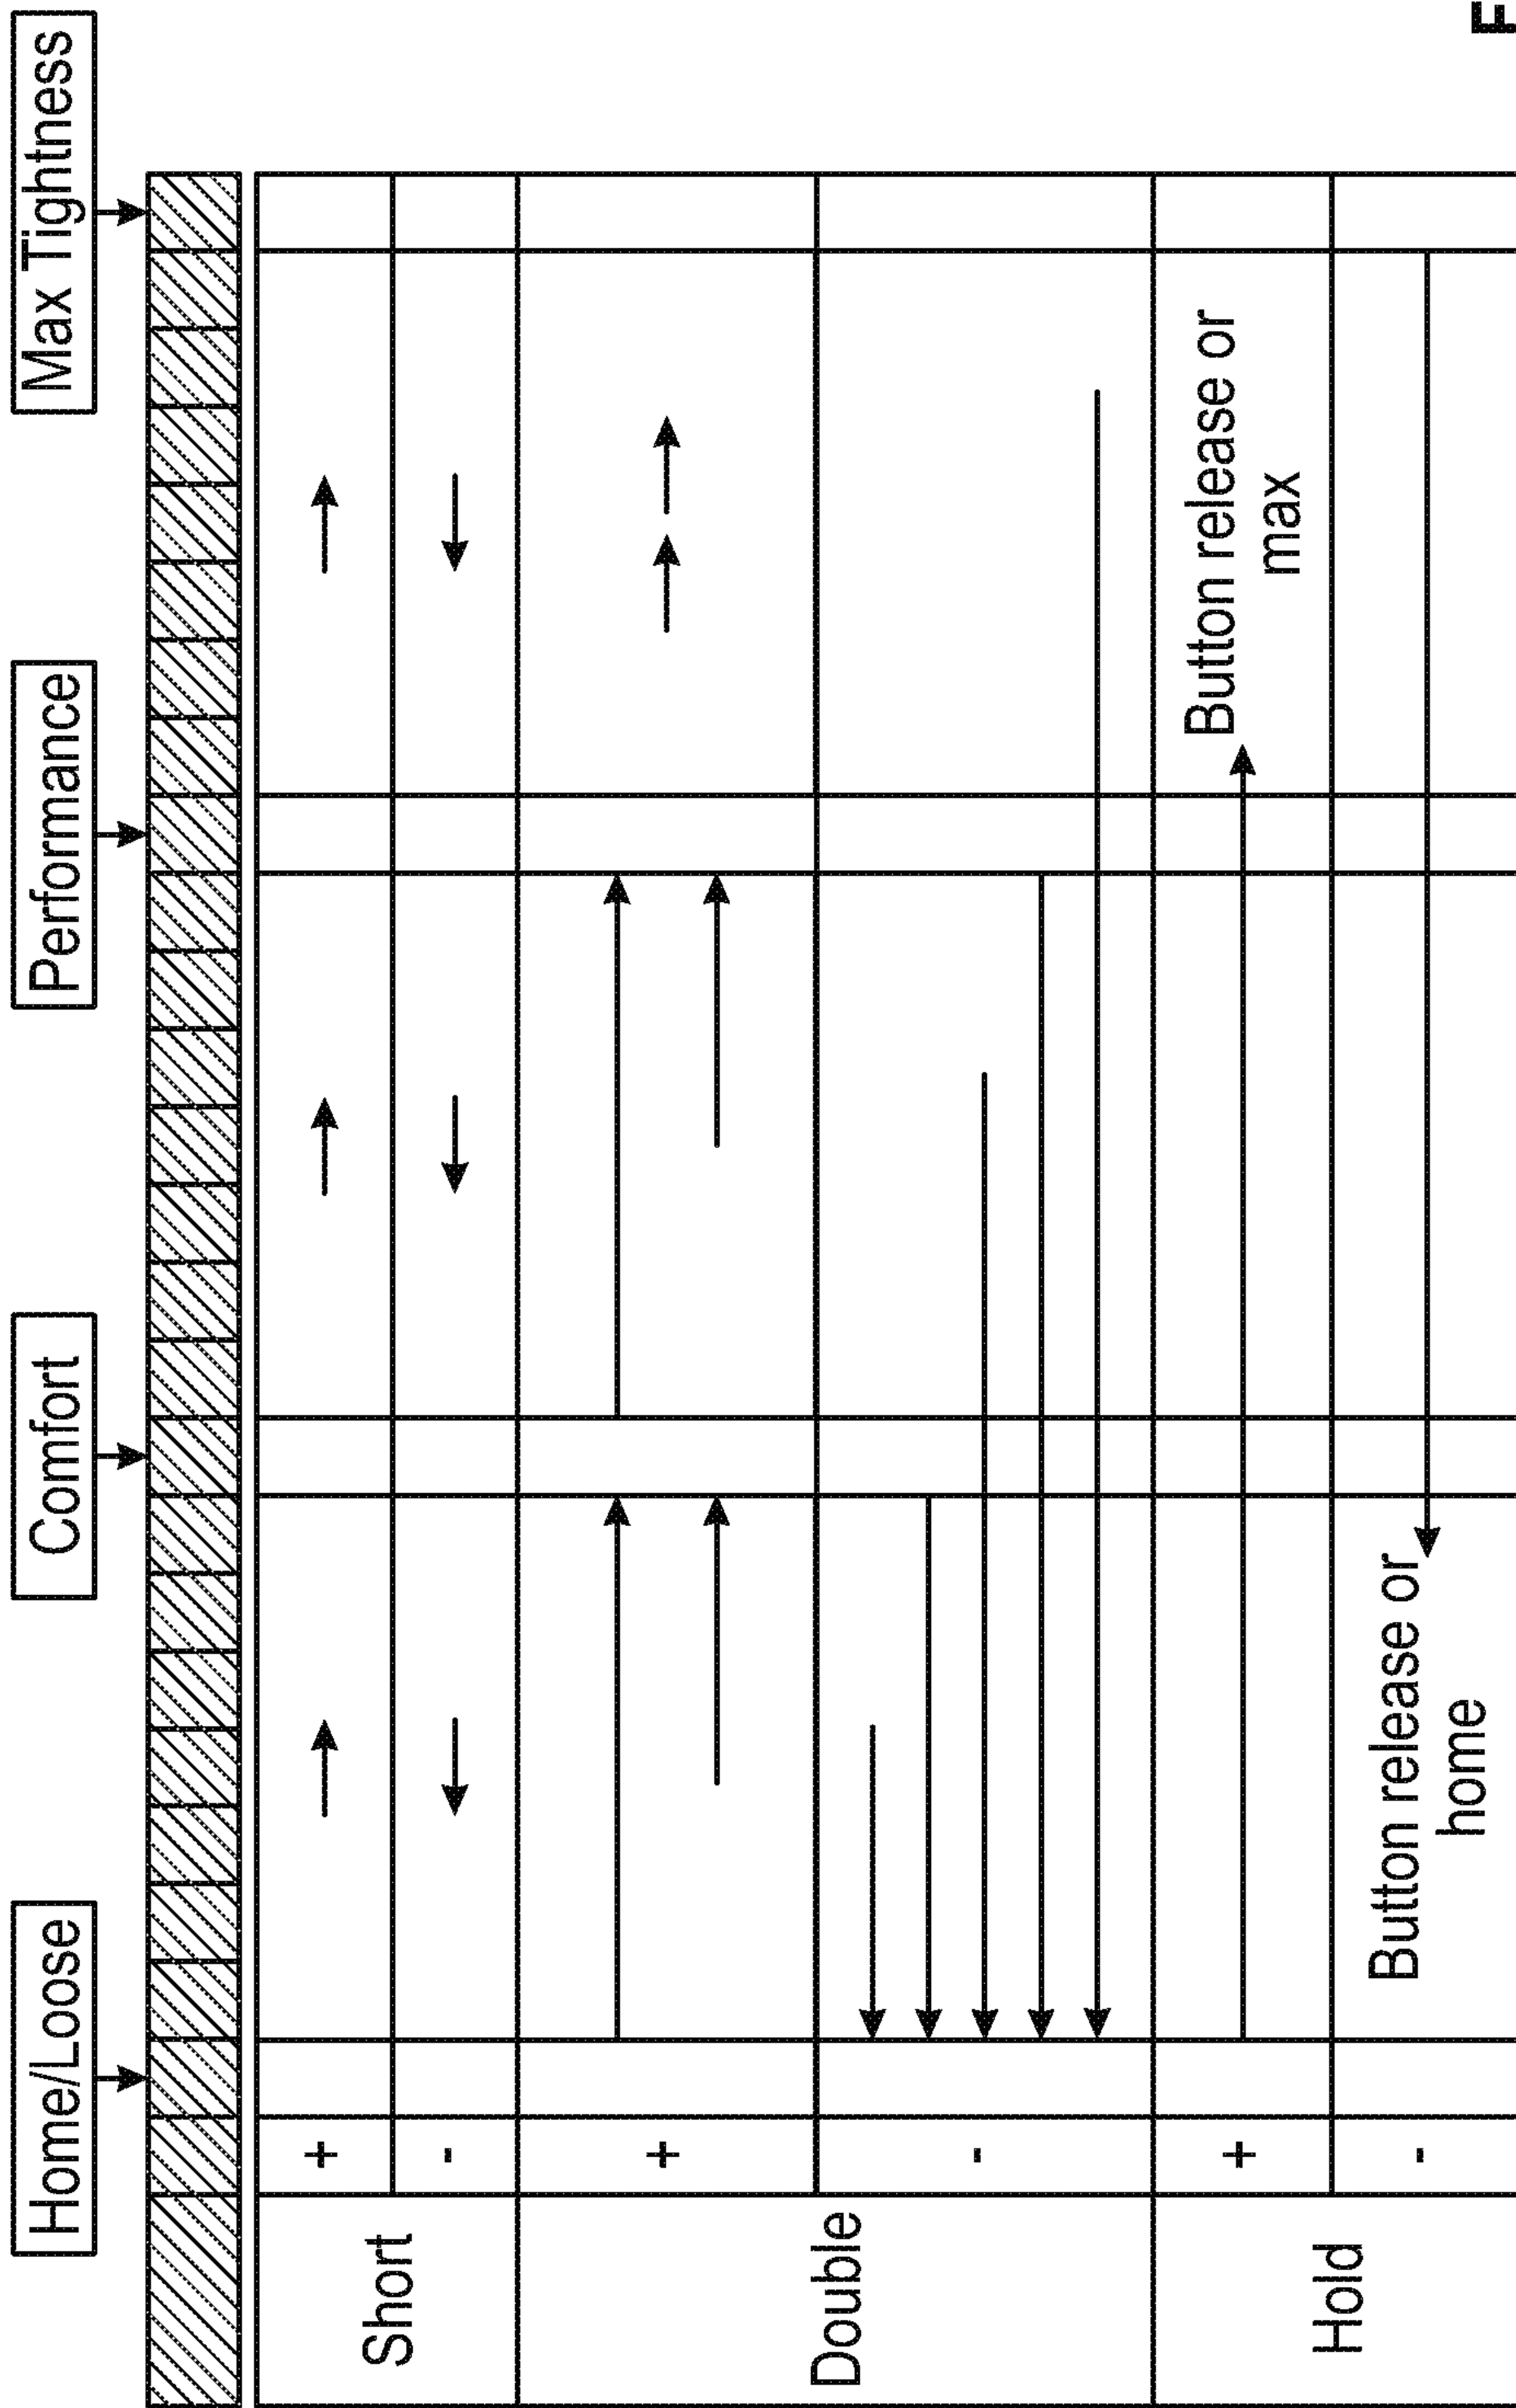 Home/Loose
Comfort
Performance
Max Tightness
Short
+
-
Double
+
-
Hold
+
Button release or
max
-
Button release or
home